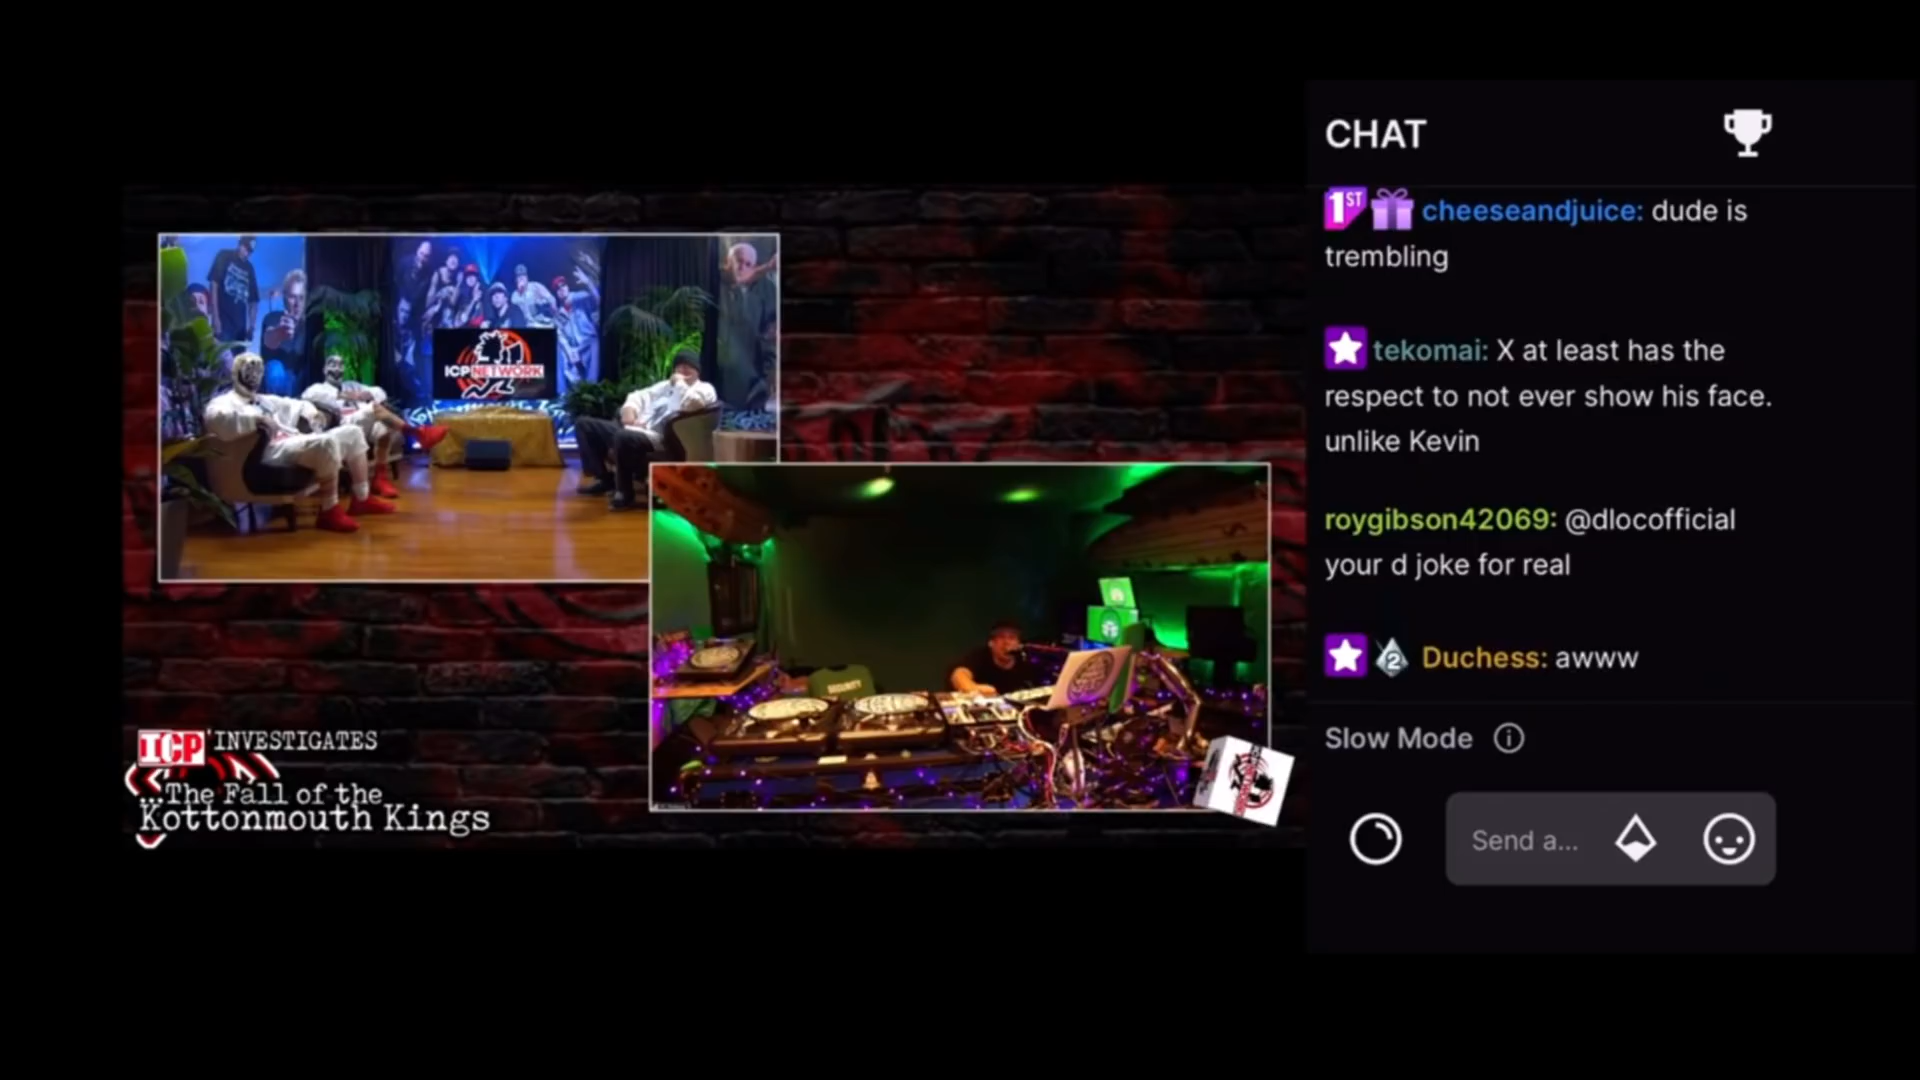 ICP NETWORK
SECURITY
ICP INVESTIGATES
The Fall of the
Kottonmouth Kings
CHAT
1ST cheeseandjuice: dude is
trembling
tekomai: X at least has the
respect to not ever show his face.
unlike Kevin
roygibson42069: @dlocofficial
your d joke for real
2 Duchess: awww
Slow Mode
Send a...